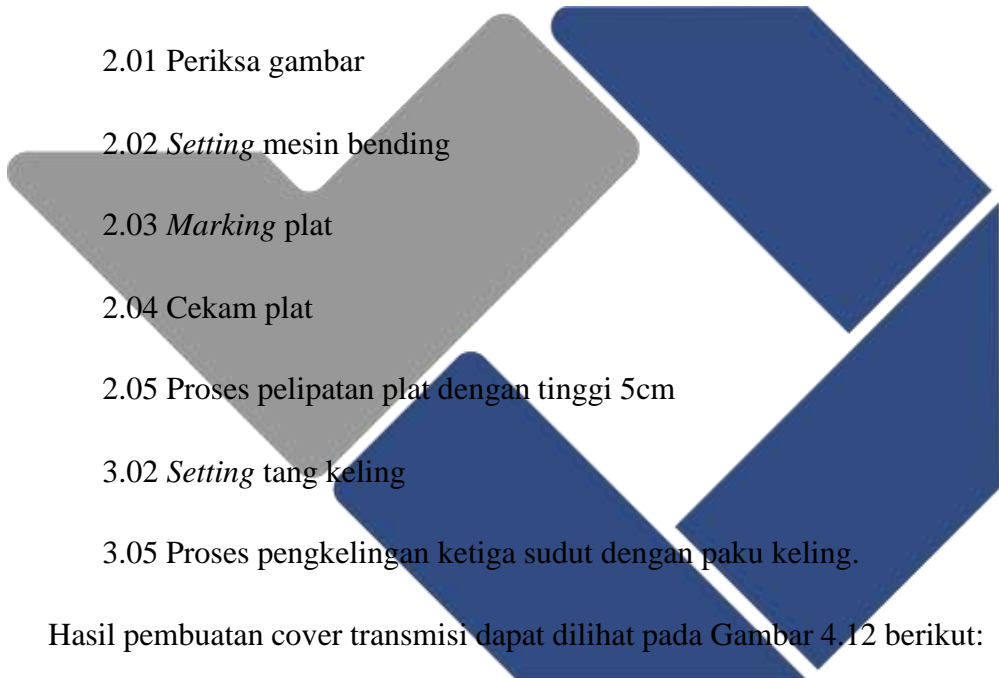 2.01 Periksa gambar
2.02 Setting mesin bending
2.03 Marking plat
2.04 Cekam plat
2.05 Proses pelipatan plat dengan tinggi 5cm
3.02 Setting tang keling
3.05 Proses pengkelingan ketiga sudut dengan paku keling.
Hasil pembuatan cover transmisi dapat dilihat pada Gambar 4.12 berikut: